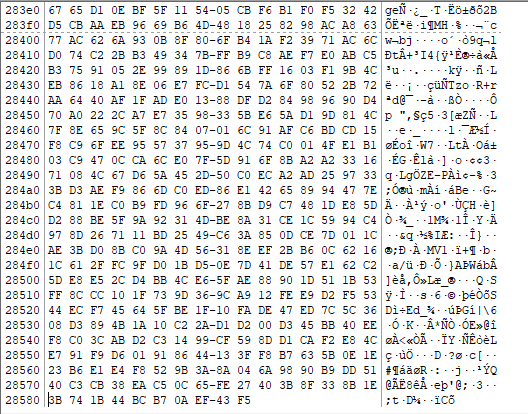 283e0 67 65 D1 0E BF 5F 11 54-05 CB F6 B1 F0 F5 32 42 geÑ·¿_·T·Ëö±ðõ2B
283f0 D5 CB AA EB 96 69 B6 4D-48 18 25 82 98 AC A8 63 ÕËªë·i¶MH·%··¬¨c
28400 77 AC 62 6A 93 0B 8F 80-6F B4 1A F2 39 71 AC 6C w¬bj····o´·ò9q¬l
28410 D0 74 C2 2B B3 49 34 7B-FF B9 C8 AE F7 E0 AB C5 ÐtÂ+³I4{ÿ¹È®÷à«Å
28420 B3 75 91 05 2E 99 89 1D-86 6B FF 16 03 F1 9B 4C ³u··.····kÿ··ñ·L
28430 EB 86 18 A1 8E 06 E7 FC-D1 54 7A 6F 80 52 2B 72 ë··¡··çüÑTzo·R+r
28440 AA 64 40 AF 1F AD E0 13-88 DF D2 84 98 96 90 D4 ªd@¯·-à··ßÒ····Ô
28450 70 A0 22 2C A7 E7 35 98-33 5B E6 5A D1 9D 81 4C p ",§ç5·3[æZÑ··L
28460 7F 8E 65 9C 5F 8C 84 07-01 6C 91 AF C6 BD CD 15 ··e·_····l·¯Æ½Í·
28470 F8 C9 6F EE 95 57 37 95-9D 4C 74 C0 01 4F E1 B1 øÉoî·W7··LtÀ·Oá±
28480 03 C9 47 0C CA 6C E0 7F-5D 91 6F 8B A2 A2 33 16 ·ÉG·Êlà·]·o·¢¢3·
28490 71 08 4C 67 D6 5A 45 2D-50 C0 EC A2 AD 25 97 33 q·LgÖZE-PÀì¢-%·3
284a0 3B D3 AE F9 86 6D C0 ED-86 E1 42 65 89 94 47 7E ;Ó®ù·mÀí·áBe··G~
284b0 C4 81 1E C0 B9 FD 96 6F-27 8B D9 C7 48 1D E8 5D Ä··À¹ý·o'·ÙÇH·è]
284c0 D2 88 BE 5F 9A 92 31 4D-BE 8A 31 CE 1C 59 94 C4 Ò·¾_··1M¾·1Î·Y·Ä
284d0 97 8D 26 71 11 BD 25 49-C6 3A 85 0D CE 7D 01 1C ··&q·½%IÆ:··Î}··
284e0 AE 3B D0 8B C0 9A 4D 56-31 8E EF 2B B6 0C 62 16 ®;Ð·À·MV1·ï+¶·b·
284f0 1C 61 2F FC 9F D0 1B D5-0E 7D 41 DE 57 E1 62 C2 ·a/ü·Ð·Õ·}AÞWábÂ
28500 5D E8 E5 2C D4 BB 4C E6-5F AE 88 90 1D 51 1B 53 ]èå,Ô»Læ_®···Q·S
28510 FF 8C CC 10 1F 73 9D 36-9C A9 12 FE E9 D2 F5 53 ÿ·Ì··s·6·©·þéÒõS
28520 44 EC F7 45 64 5F BE 1F-10 FA DE 47 ED 7C 5C 36 Dì÷Ed_¾··úÞGí|\6
28530 08 D3 89 4B 1A 10 C2 2A-D1 D2 00 D3 45 BB 40 EE ·Ó·K··Â*ÑÒ·ÓE»@î
28540 F8 C0 3C AB D2 C3 14 99-CF 59 8D D1 CA F2 E8 4C øÀ<«ÒÃ··ÏY·ÑÊòèL
28550 E7 91 F9 D6 01 91 86 44-13 3F F8 B7 63 5B 0E 1E ç·ùÖ···D·?ø·c[··
28560 23 B6 E1 E4 F8 52 9B 3A-8A 04 6A 98 90 B9 DD 51 #¶áäøR·:··j··¹ÝQ
28570 40 C3 CB 38 EA C5 0C 65-FE 27 40 3B 8F 33 8B 1E @ÃË8êÅ·eþ'@;·3··
28580 3B 74 1B 44 BC B7 0A EF-43 F5 ;t·D¼··ïCõ